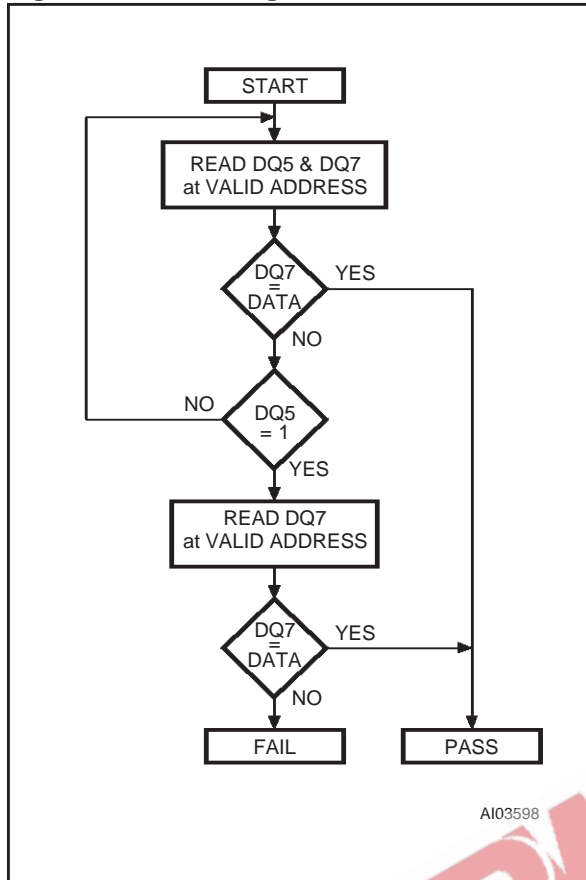 START
READ DQ5 & DQ7
at VALID ADDRESS
DQ7
=
DATA
YES
NO
NO
DQ5
= 1
YES
READ DQ7
at VALID ADDRESS
DQ7
=
DATA
YES
NO
FAIL
PASS
AI03598